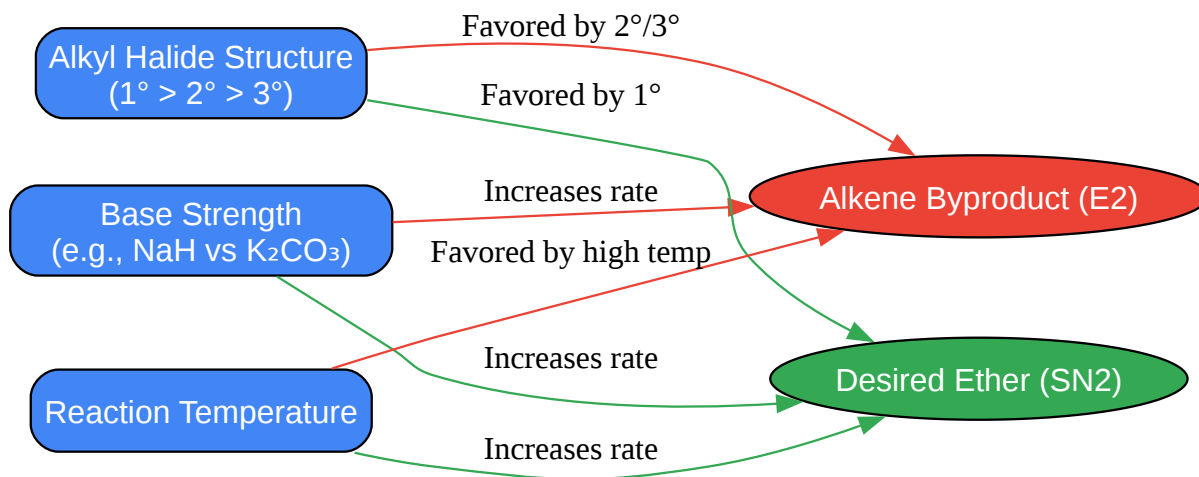 Favored by 2°/3°
Alkyl Halide Structure
(1° > 2° > 3°)
Favored by 1°
Increases rate
Alkene Byproduct (E2)
Base Strength
(e.g., NaH vs K₂CO₃)
Favored by high temp
Increases rate
Desired Ether (SN2)
Reaction Temperature
Increases rate